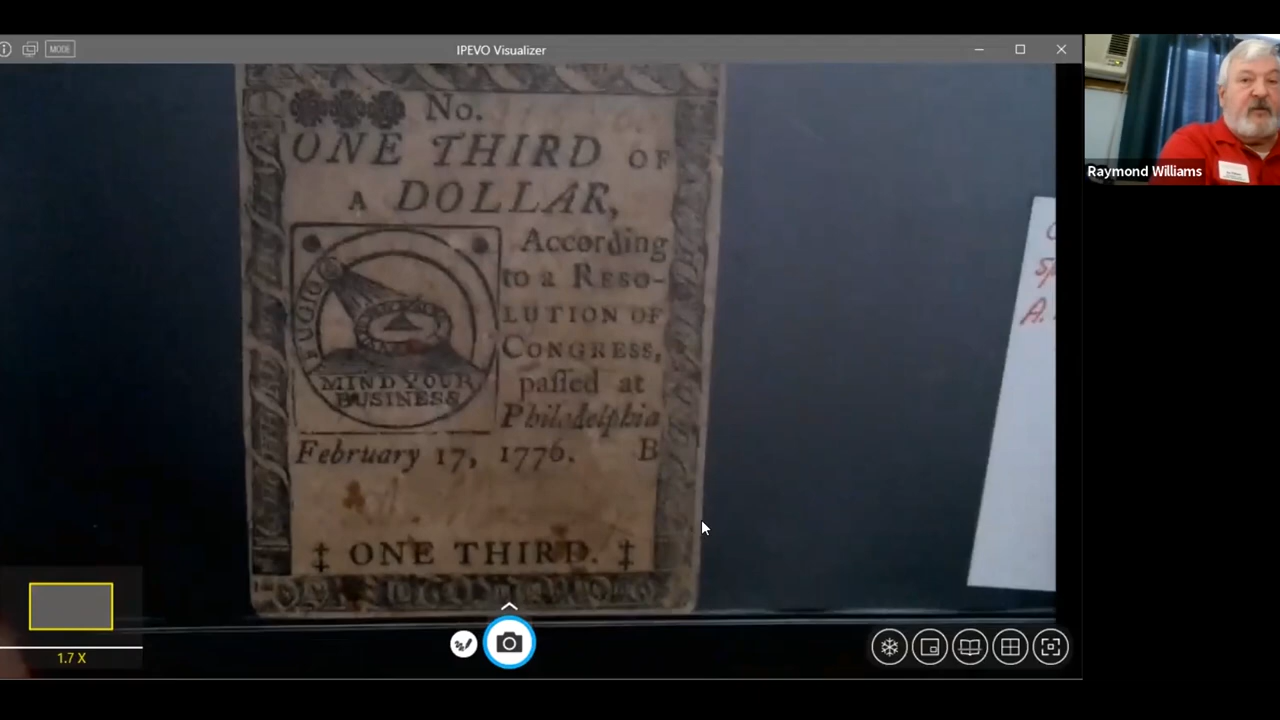 MODE
IPEVO Visualizer
No.
ONE THIRD OF
A DOLLAR,
According
to a RESO-
LUTION OF
CONGRESS,
paſſed at
Philadelphia
February 17, 1776. B
FUGIO
MIND YOUR
BUSINESS
‡ ONE THIRD. ‡
1.7 X
Raymond Williams